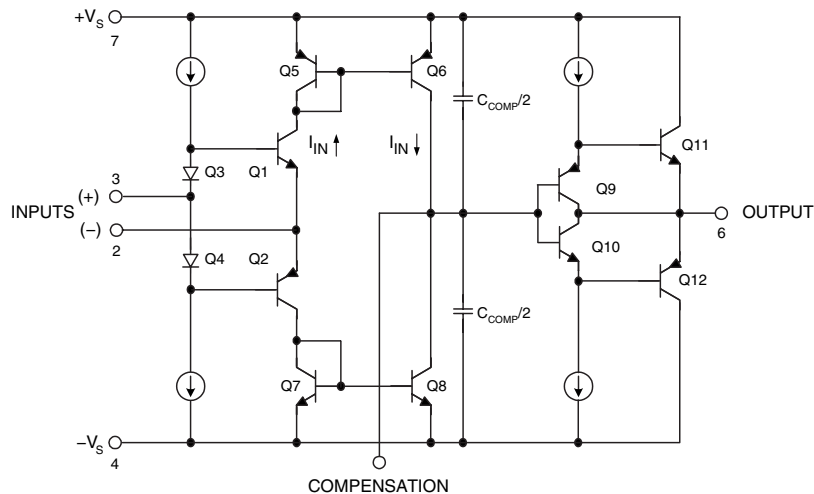 +VS
7
Q5
Q6
CCOMP/2
IIN
IIN
Q1
Q3
3
(+)
INPUTS
(−)
2
Q4
Q2
Q9
Q11
OUTPUT
6
Q10
Q12
CCOMP/2
Q7
Q8
−VS
4
COMPENSATION